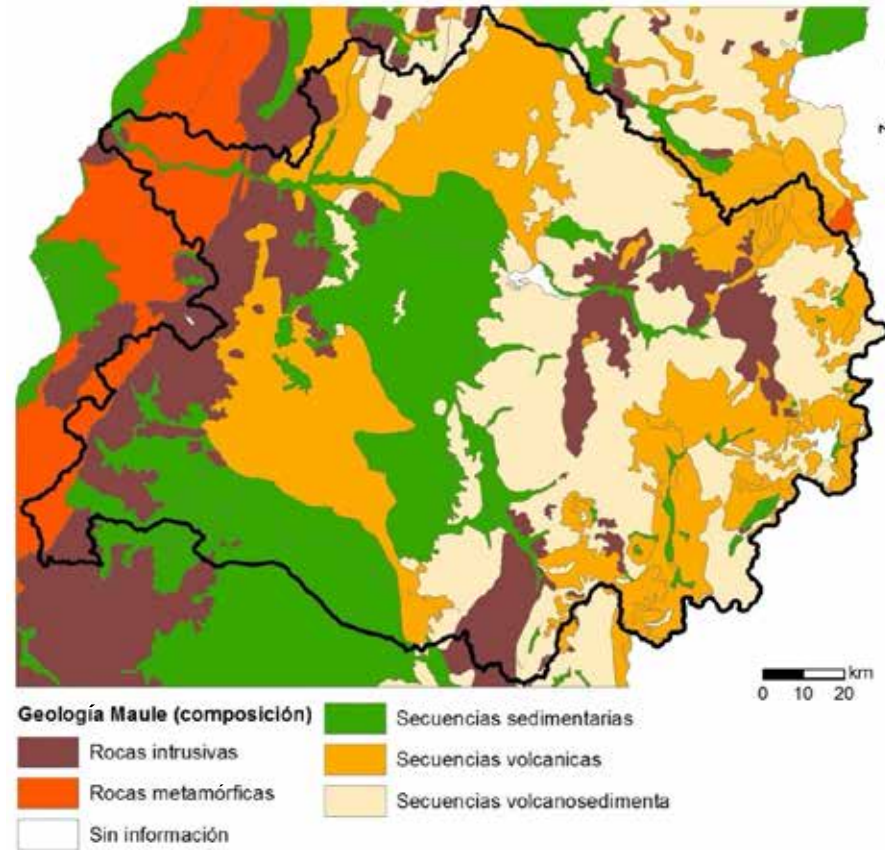 N
km
0 10 20
Geología Maule (composición)
Rocas intrusivas
Rocas metamórficas
Sin información
Secuencias sedimentarias
Secuencias volcanicas
Secuencias volcanosedimenta